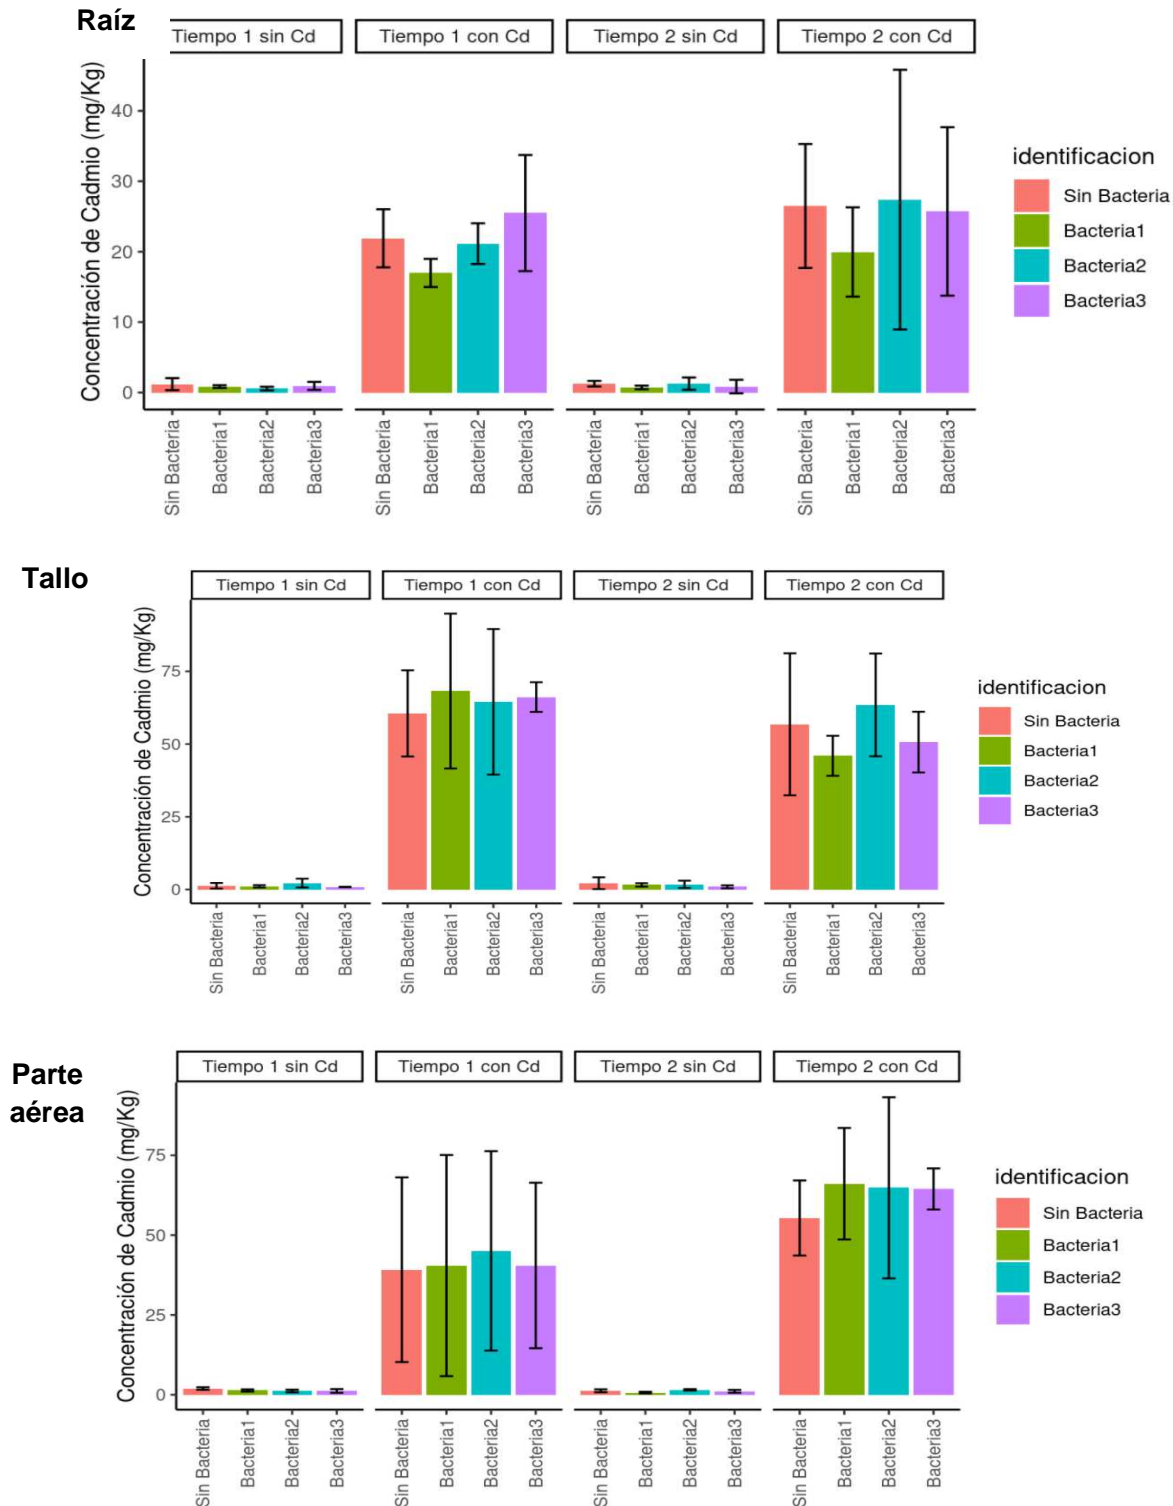 Raíz
Tiempo 1 sin Cd
Tiempo 1 con Cd
Tiempo 2 sin Cd
Tiempo 2 con Cd
Concentración de Cadmio (mg/Kg)
40
30
20
10
0
Sin Bacteria
Bacteria1
Bacteria2
Bacteria3
Sin Bacteria
Bacteria1
Bacteria2
Bacteria3
Sin Bacteria
Bacteria1
Bacteria2
Bacteria3
Sin Bacteria
Bacteria1
Bacteria2
Bacteria3
identificacion
Sin Bacteria
Bacteria1
Bacteria2
Bacteria3
Tallo
Tiempo 1 sin Cd
Tiempo 1 con Cd
Tiempo 2 sin Cd
Tiempo 2 con Cd
Concentración de Cadmio (mg/Kg)
75
50
25
0
Sin Bacteria
Bacteria1
Bacteria2
Bacteria3
Sin Bacteria
Bacteria1
Bacteria2
Bacteria3
Sin Bacteria
Bacteria1
Bacteria2
Bacteria3
Sin Bacteria
Bacteria1
Bacteria2
Bacteria3
identificacion
Sin Bacteria
Bacteria1
Bacteria2
Bacteria3
Parte
aérea
Tiempo 1 sin Cd
Tiempo 1 con Cd
Tiempo 2 sin Cd
Tiempo 2 con Cd
Concentración de Cadmio (mg/Kg)
75
50
25
0
Sin Bacteria
Bacteria1
Bacteria2
Bacteria3
Sin Bacteria
Bacteria1
Bacteria2
Bacteria3
Sin Bacteria
Bacteria1
Bacteria2
Bacteria3
Sin Bacteria
Bacteria1
Bacteria2
Bacteria3
identificacion
Sin Bacteria
Bacteria1
Bacteria2
Bacteria3